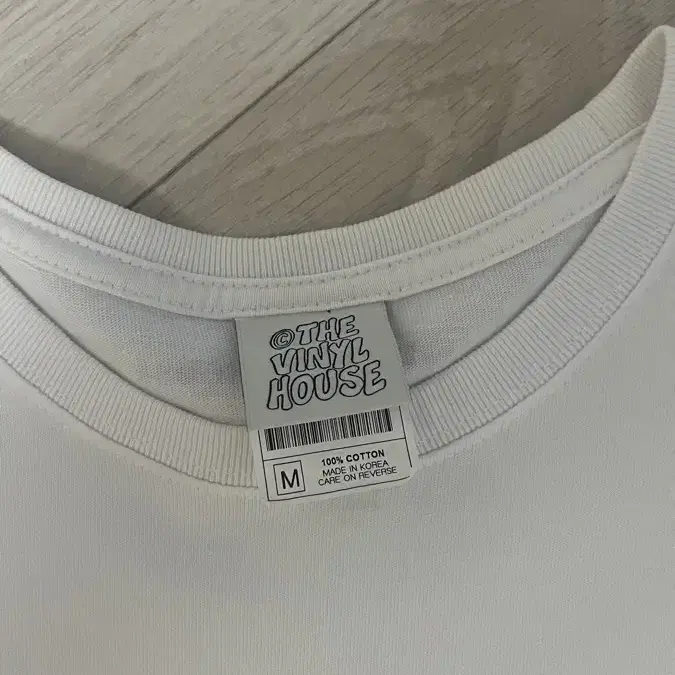 ©THE
VINYL
HOUSE
M
100% COTTON
MADE IN KOREA
CARE ON REVERSE